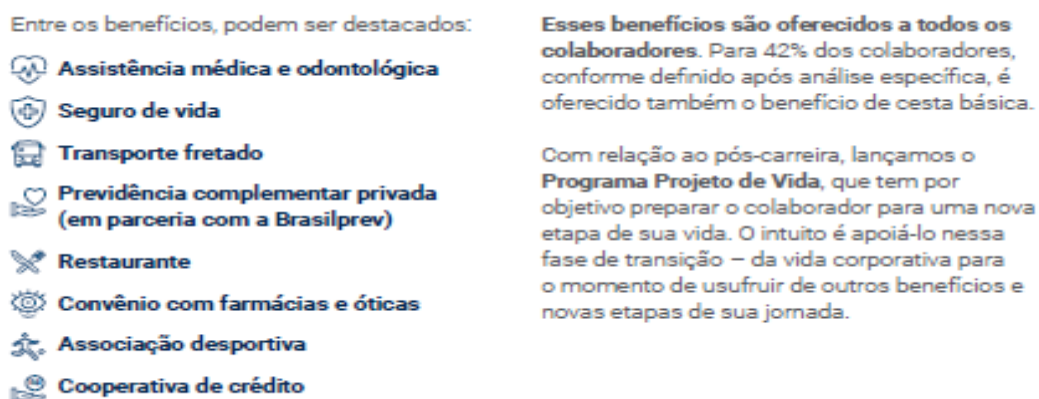 Entre os benefícios, podem ser destacados:
Assistência médica e odontológica
Seguro de vida
Transporte fretado
Previdência complementar privada
(em parceria com a Brasilprev)
Restaurante
Convênio com farmácias e óticas
Associação desportiva
Cooperativa de crédito
Esses benefícios são oferecidos a todos os
colaboradores. Para 42% dos colaboradores,
conforme definido após análise específica, é
oferecido também o benefício de cesta básica.
Com relação ao pós-carreira, lançamos o
Programa Projeto de Vida, que tem por
objetivo preparar o colaborador para uma nova
etapa de sua vida. O intuito é apoiá-lo nessa
fase de transição – da vida corporativa para
o momento de usufruir de outros benefícios e
novas etapas de sua jornada.